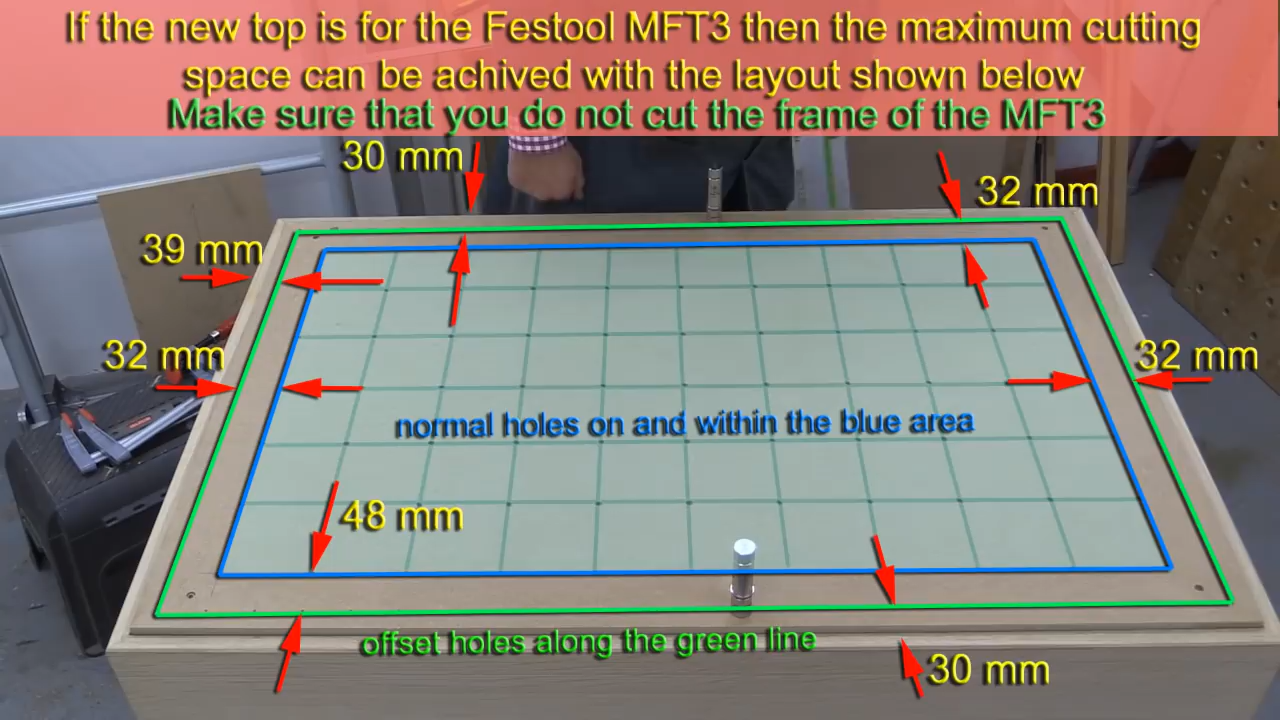 If the new top is for the Festool MFT3 then the maximum cutting
space can be achived with the layout shown below
Make sure that you do not cut the frame of the MFT3
30 mm
32 mm
39 mm
32 mm
32 mm
normal holes on and within the blue area
48 mm
offset holes along the green line
30 mm